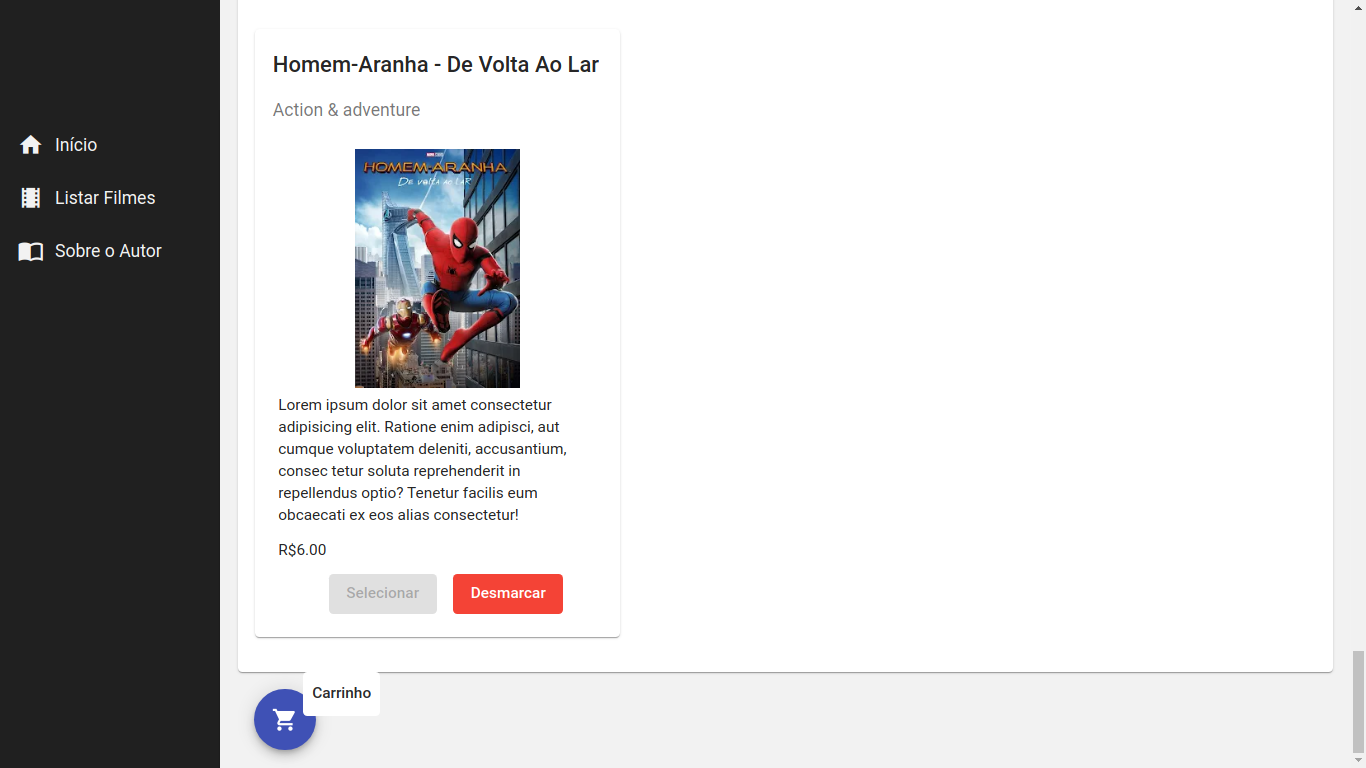 Início
Listar Filmes
Sobre o Autor
Homem-Aranha - De Volta Ao Lar
Action & adventure
HOMEM-ARANHA
DE VOLTA AO LAR
Lorem ipsum dolor sit amet consectetur
adipisicing elit. Ratione enim adipisci, aut
cumque voluptatem deleniti, accusantium,
consec tetur soluta reprehenderit in
repellendus optio? Tenetur facilis eum
obcaecati ex eos alias consectetur!
R$6.00
Selecionar
Desmarcar
Carrinho